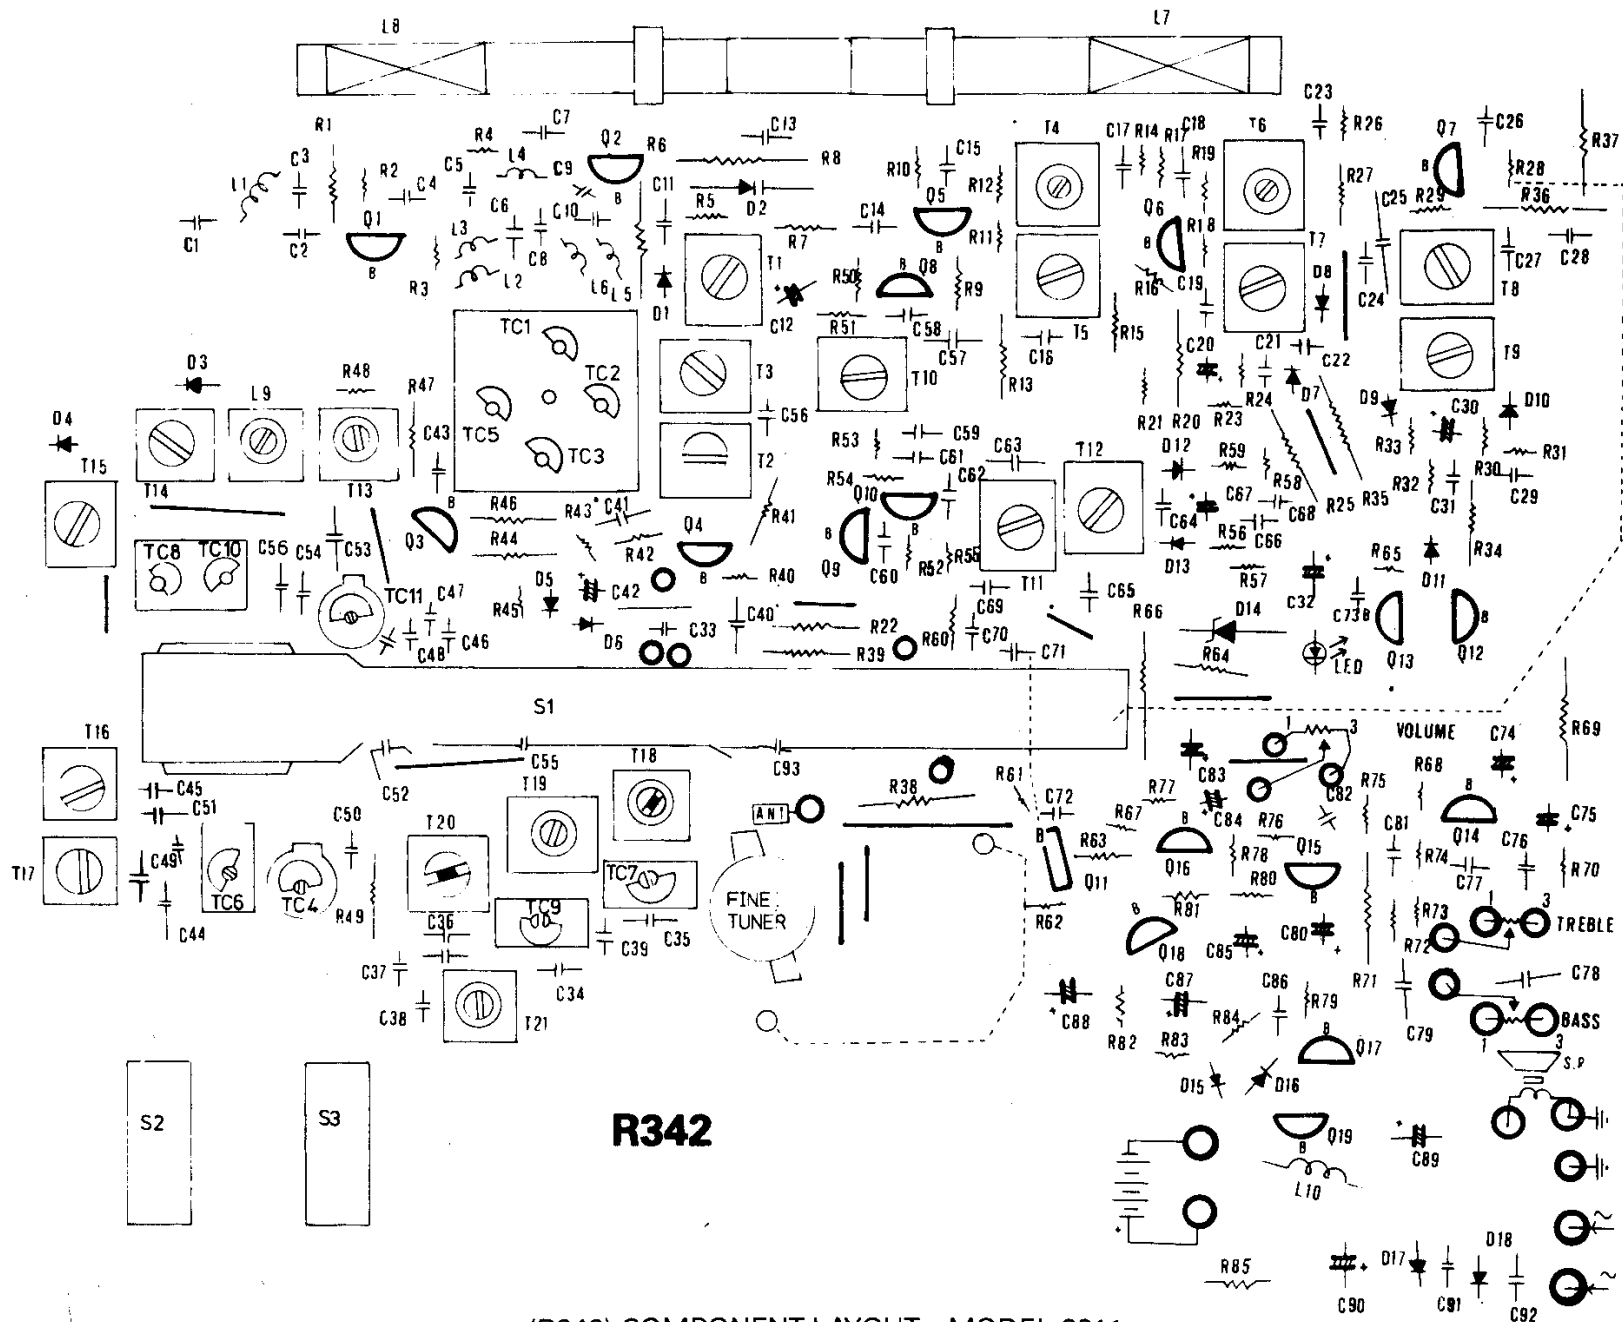 L8 L7
C23
R1 R4 C7 Q2 R6 C13 T4 C17 R14 R17 C18 T6 R26 Q7 C26 R37
C3 L4 C9 R8 C15 R19
L1 R2 C5 C11 R10 R12 R27 R28
C4 B B R29
C1 C2 Q1 C6 C10 R5 D2 C14 Q5 Q6 C25 R36
L3 C8 R7 R11 R18 T7
B B B D8 C27 C28
R3 L2 L6 L5 D1 T1 R50 B Q8 R9 R16 C19 C24 T8
C12 R51 C58 C57 C16 T5 R15
TC1 C20 C21 C22 T9
D3 R48 R47 TC2 T3 T10 R13
L9 R21 R20 R23 R24 D7 D9 C30 D10
D4 C43 TC5 TC3 C56 R53 C59 C63 T12 D12 R59 R33 R31
T15 T2 C61 R54 C62 R58 R32 R30
T14 T13 R46 R43 C41 R41 Q10 C64 C67 C68 R25 R35 C31 C29
B R44 R42 Q4 B B R56 C66
TC8 TC10 C56 C54 C53 Q3 B Q9 C60 R52 R55 D13 R65 R34
TC11 C47 R45 D5 C42 R40 T11 R57 D11
C40 C69 C65 R66 D14 C32 C73 B B
C48 C46 D6 C33 R22 R60 C70
R39 C71 R64 LED Q13 Q12
S1
R69
T16 1 3 VOLUME C74
C55 T18 C93 C83
C45 C51 C52 T19 R38 R61 R77 C82 R75 R68
ANT C72 R67 C84 R76 B C75
C50 T20 B B Q15 C81 Q14 C76
T17 C49 TC7 R63 Q16 R78 R74 C77 R70
TC6 TC4 TC9 FINE TUNER Q11 R80
R49 R81 B R73 1 3
C44 C36 C39 C35 R62 B TREBLE
Q18 C85 C80 R72
C37 C34 C87 C86 R71 C78
C38 T21 C88 R84 R79 C79 BASS
R82 R83 B Q17 1 3
S.P
D15 D16
S2 S3 R342
B Q19 C89
L10
R85 D17 D18
C90 C91 C92